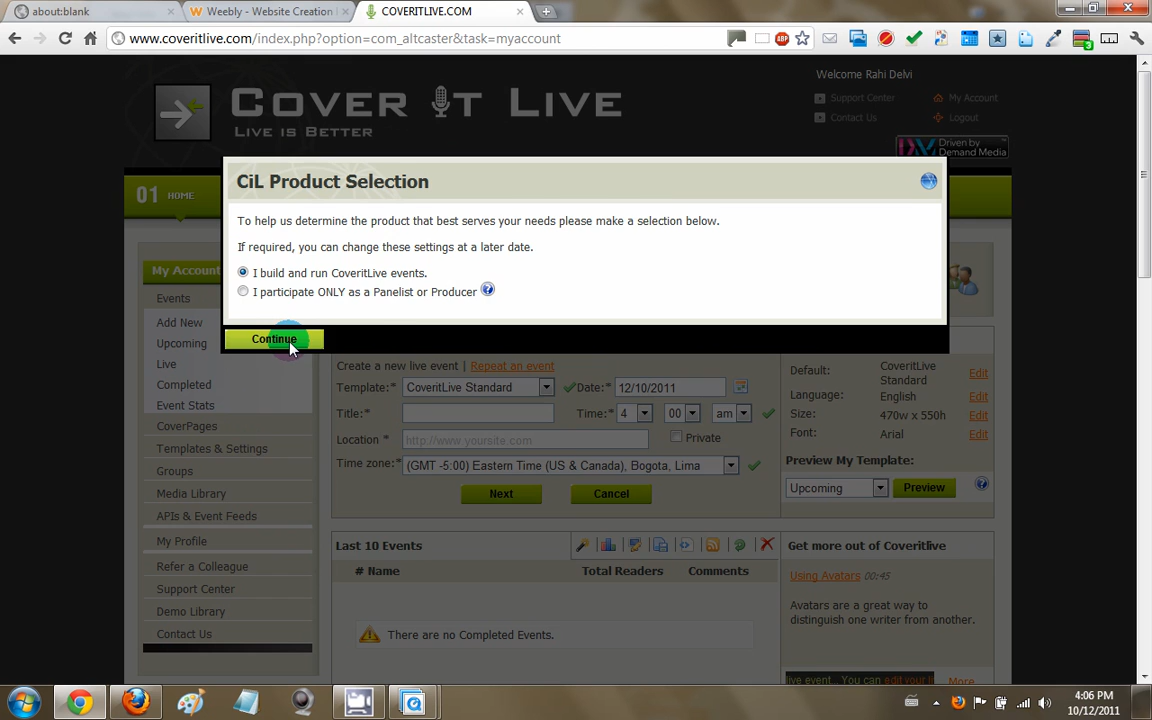 about:blank
Weebly - Website Creation
COVERITLIVE.COM
www.coveritlive.com/index.php?option=com_altcaster&task=myaccount
ABP
3
COVER IT LIVE
LIVE IS BETTER
Welcome Rahi Delvi
Support Center
My Account
Contact Us
Logout
Driven by
Demand Media
01 HOME
CiL Product Selection
To help us determine the product that best serves your needs please make a selection below.
If required, you can change these settings at a later date.
I build and run CoveritLive events.
I participate ONLY as a Panelist or Producer
Continue
My Account
Events
Add New
Upcoming
Live
Completed
Event Stats
CoverPages
Templates & Settings
Groups
Media Library
APIs & Event Feeds
My Profile
Refer a Colleague
Support Center
Demo Library
Contact Us
Create a new live event | Repeat an event
Template:* CoveritLive Standard Date:* 12/10/2011
Title:* Time:* 4 00 am
Location * http://www.yoursite.com Private
Time zone:* (GMT -5:00) Eastern Time (US & Canada), Bogota, Lima
Next Cancel
Default: CoveritLive Standard Edit
Language: English Edit
Size: 470w x 550h Edit
Font: Arial Edit
Preview My Template:
Upcoming Preview
Last 10 Events
# Name Total Readers Comments
There are no Completed Events.
Get more out of Coveritlive
Using Avatars 00:45
Avatars are a great way to
distinguish one writer from another.
live event... You can edit your
More
4:06 PM
10/12/2011